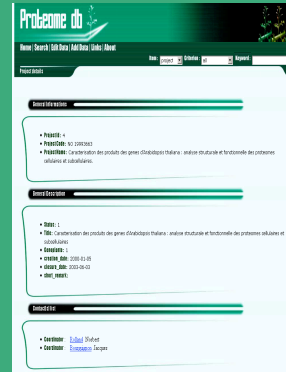 Proteome db
Home | Search | Edit Data | Add Data | Links | About
Item : project Criterias : all Keyword :
Project details
General Informations
ProjectId: 4
ProjectCode: NO 19993663
ProjectName: Caracterisation des produits des genes d'Arabidopsis thaliana : analyse structurale et fonctionnelle des proteomes
cellulaires et subcellulaires.
General Description
Status : 1
Title : Caracterisation des produits des genes d'Arabidopsis thaliana : analyse structurale et fonctionnelle des proteomes cellulaires et
subcellulaires.
Genoplante: 1
creation_date: 2000-01-05
closure_date: 2003-06-03
short_remark:
Contacts list
Coordinator : Rolland Norbert
Coordinator : Bourguignon Jacques